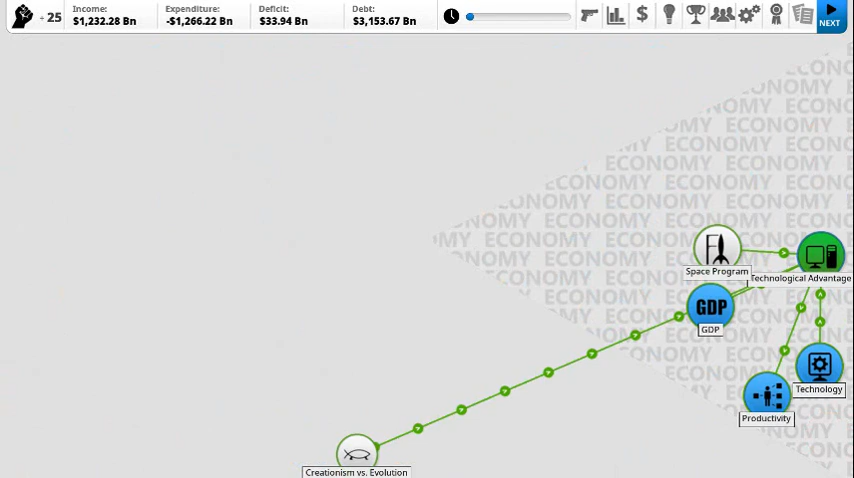 + 25
Income:
$1,232.28 Bn
Expenditure:
-$1,266.22 Bn
Deficit:
$33.94 Bn
Debt:
$3,153.67 Bn
$
NEXT
ECONOMY
Space Program
Technological Advantage
GDP
GDP
Technology
Productivity
Creationism vs. Evolution